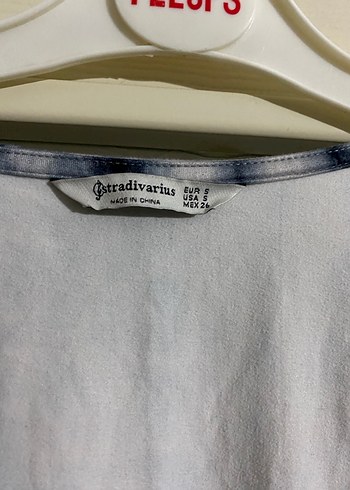 stradivarius
MADE IN CHINA
EUR S
USA S
MEX 26